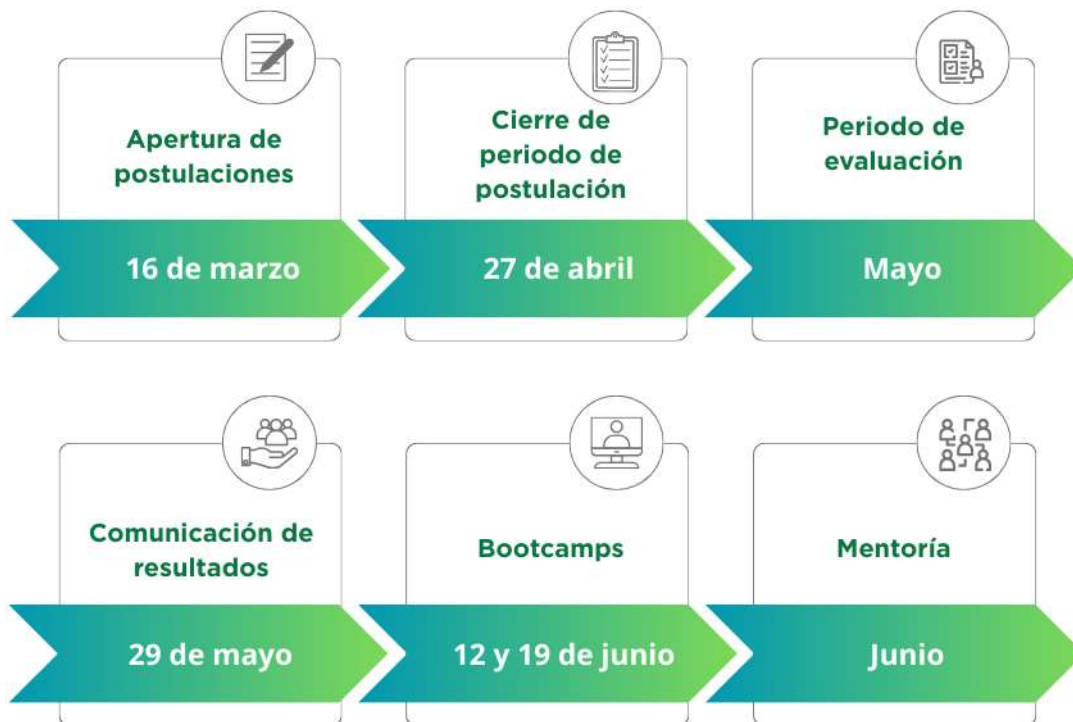 Apertura de
postulaciones
16 de marzo
Cierre de
periodo de
postulación
27 de abril
Periodo de
evaluación
Mayo
Comunicación de
resultados
29 de mayo
Bootcamps
12 y 19 de junio
Mentoría
Junio